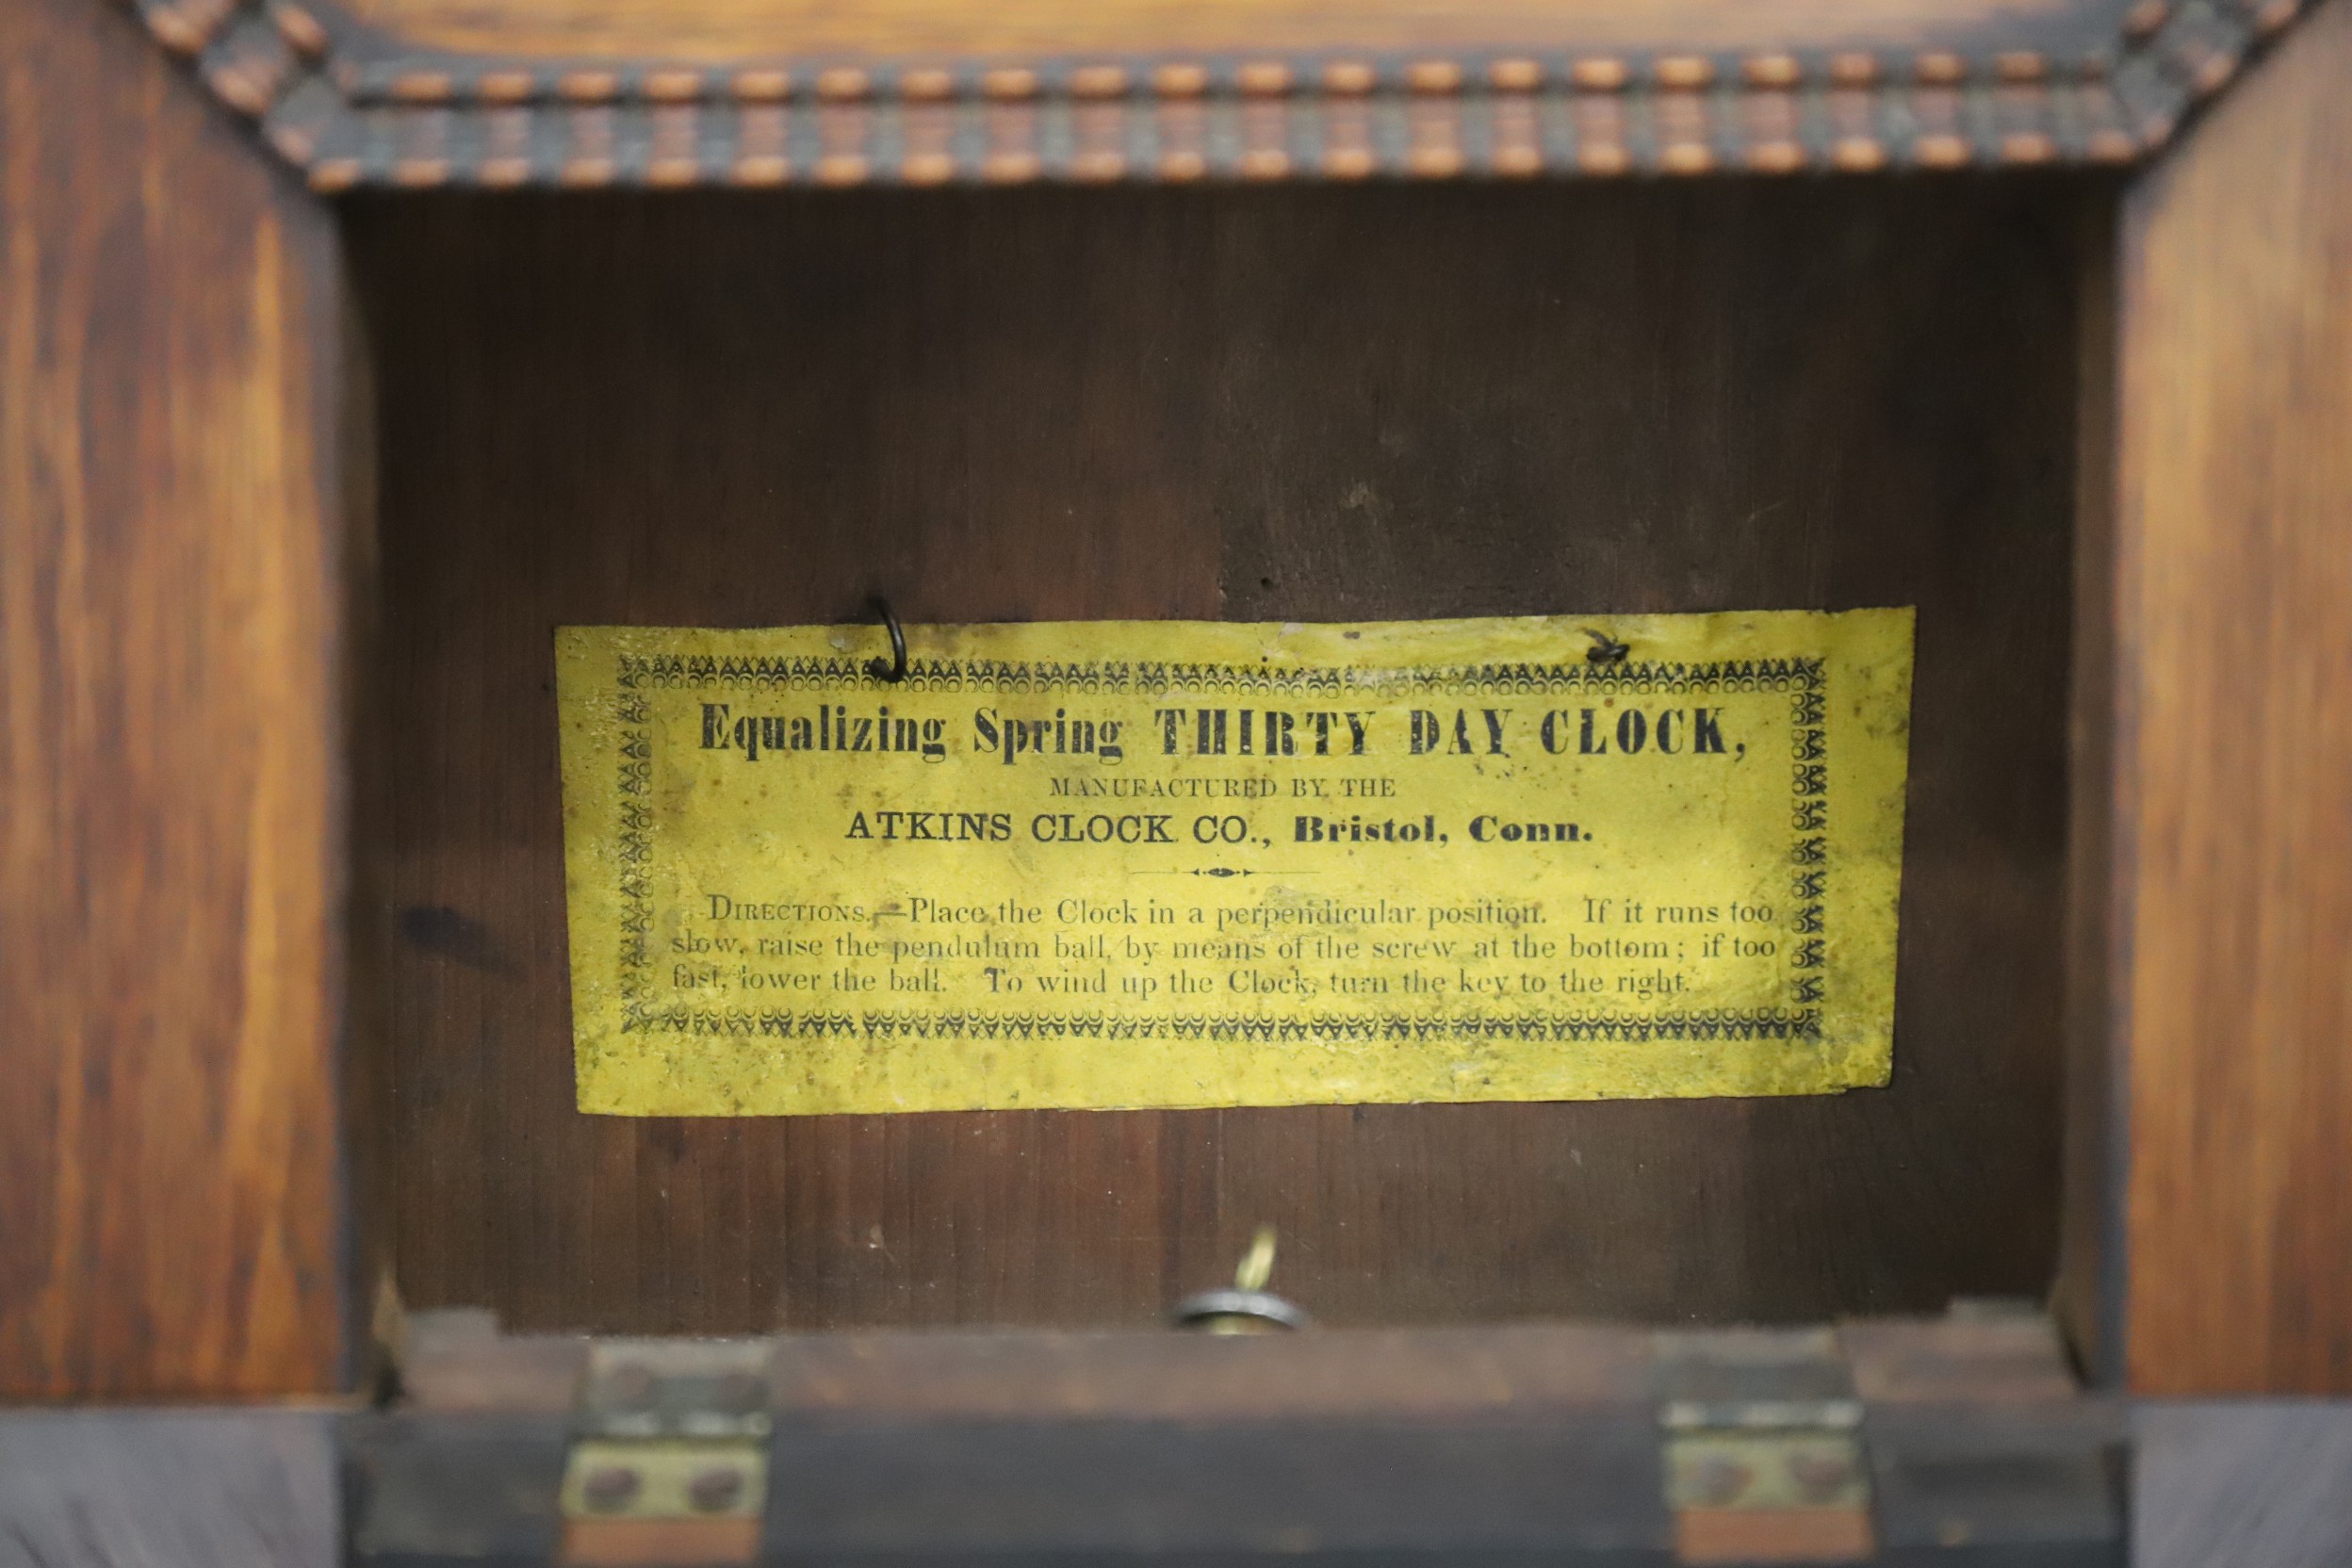 Equalizing Spring THIRTY DAY CLOCK,
MANUFACTURED BY THE
ATKINS CLOCK CO., Bristol, Conn.
DIRECTIONS.—Place the Clock in a perpendicular position. If it runs too
slow, raise the pendulum ball, by means of the screw at the bottom; if too
fast, lower the ball. To wind up the Clock, turn the key to the right.